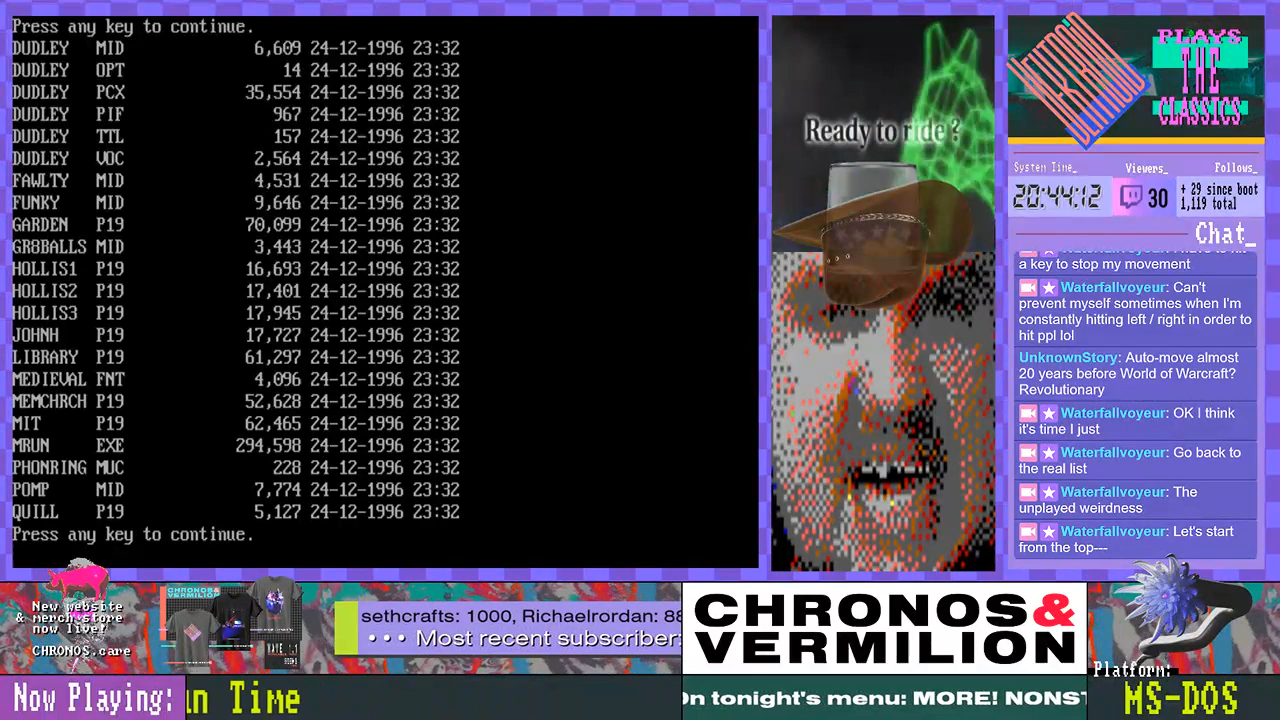 Press any key to continue.
DUDLEY MID 6,609 24-12-1996 23:32
DUDLEY OPT 14 24-12-1996 23:32
DUDLEY PCX 35,554 24-12-1996 23:32
DUDLEY PIF 967 24-12-1996 23:32
DUDLEY TTL 157 24-12-1996 23:32
DUDLEY VOC 2,564 24-12-1996 23:32
FAWLTY MID 4,531 24-12-1996 23:32
FUNKY MID 9,646 24-12-1996 23:32
GARDEN P19 70,099 24-12-1996 23:32
GR8BALLS MID 3,443 24-12-1996 23:32
HOLLIS1 P19 16,693 24-12-1996 23:32
HOLLIS2 P19 17,401 24-12-1996 23:32
HOLLIS3 P19 17,945 24-12-1996 23:32
JOHNH P19 17,727 24-12-1996 23:32
LIBRARY P19 61,297 24-12-1996 23:32
MEDIEVAL FNT 4,096 24-12-1996 23:32
MEMCHRCH P19 52,628 24-12-1996 23:32
MIT P19 62,465 24-12-1996 23:32
MRUN EXE 294,598 24-12-1996 23:32
PHONRING MUC 228 24-12-1996 23:32
POMP MID 7,774 24-12-1996 23:32
QUILL P19 5,127 24-12-1996 23:32
Press any key to continue.
Ready to ride?
PLAYS
THE
CLASSICS
System Time_
Viewers_
Follows_
20:44:12
30
+ 29 since boot
1,119 total
Chat_
a key to stop my movement
Waterfallvoyeur: Can't
prevent myself sometimes when I'm
constantly hitting left / right in order to
hit ppl lol
UnknownStory: Auto-move almost
20 years before World of Warcraft?
Revolutionary
Waterfallvoyeur: OK I think
it's time I just
Waterfallvoyeur: Go back to
the real list
Waterfallvoyeur: The
unplayed weirdness
Waterfallvoyeur: Let's start
from the top---
New website
& merch store
now live!
CHRONOS.care
CHRONOS&
sethcrafts: 1000, Richaelrordan: 88
••• Most recent subscriber:
CHRONOS&
VERMILION
Platform:
MS-DOS
Now Playing:
un Time
On tonight's menu: MORE! NONST